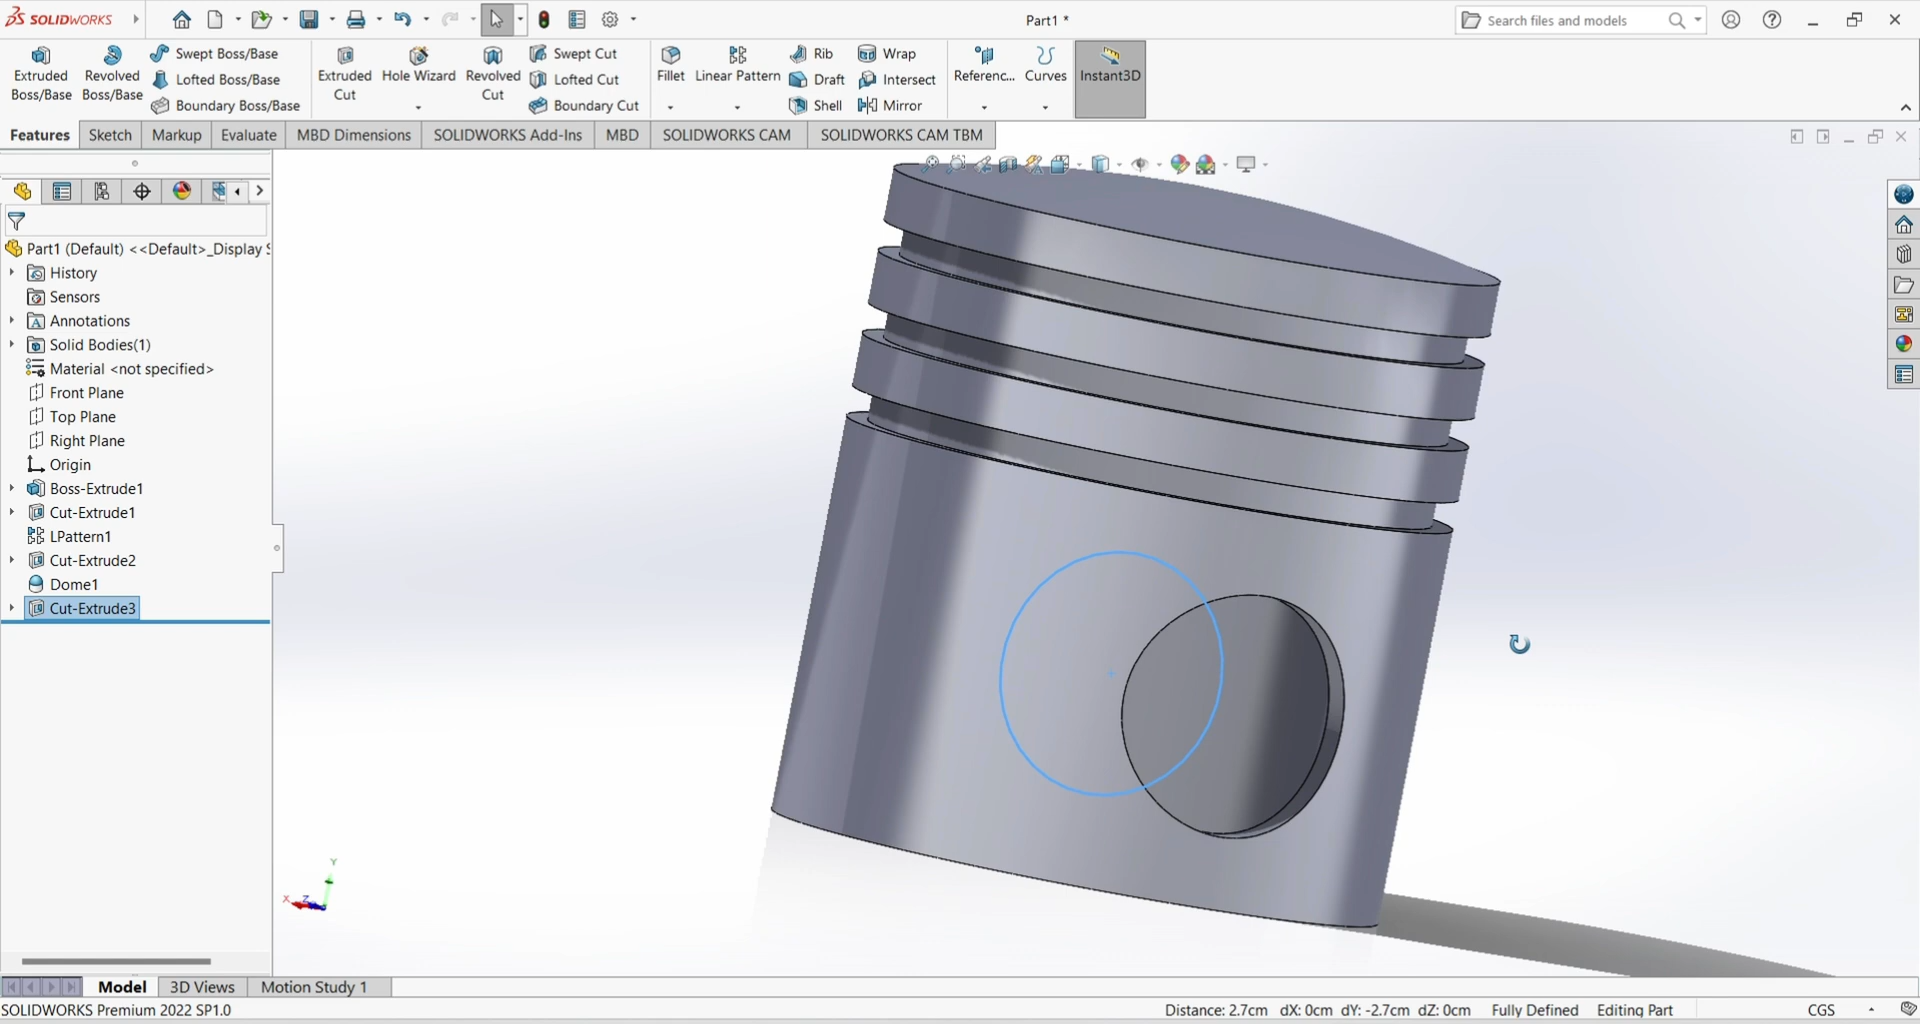 SOLIDWORKS
Part1 *
Search files and models
Extruded Boss/Base
Revolved Boss/Base
Swept Boss/Base
Lofted Boss/Base
Boundary Boss/Base
Extruded Cut
Hole Wizard
Revolved Cut
Swept Cut
Lofted Cut
Boundary Cut
Fillet
Linear Pattern
Rib
Draft
Shell
Wrap
Intersect
Mirror
Referenc...
Curves
Instant3D
Features
Sketch
Markup
Evaluate
MBD Dimensions
SOLIDWORKS Add-Ins
MBD
SOLIDWORKS CAM
SOLIDWORKS CAM TBM
Part1 (Default) <<Default>_Display S
History
Sensors
Annotations
Solid Bodies(1)
Material <not specified>
Front Plane
Top Plane
Right Plane
Origin
Boss-Extrude1
Cut-Extrude1
LPattern1
Cut-Extrude2
Dome1
Cut-Extrude3
Y
X
Z
Model
3D Views
Motion Study 1
SOLIDWORKS Premium 2022 SP1.0
Distance: 2.7cm dX: 0cm dY: -2.7cm dZ: 0cm
Fully Defined
Editing Part
CGS